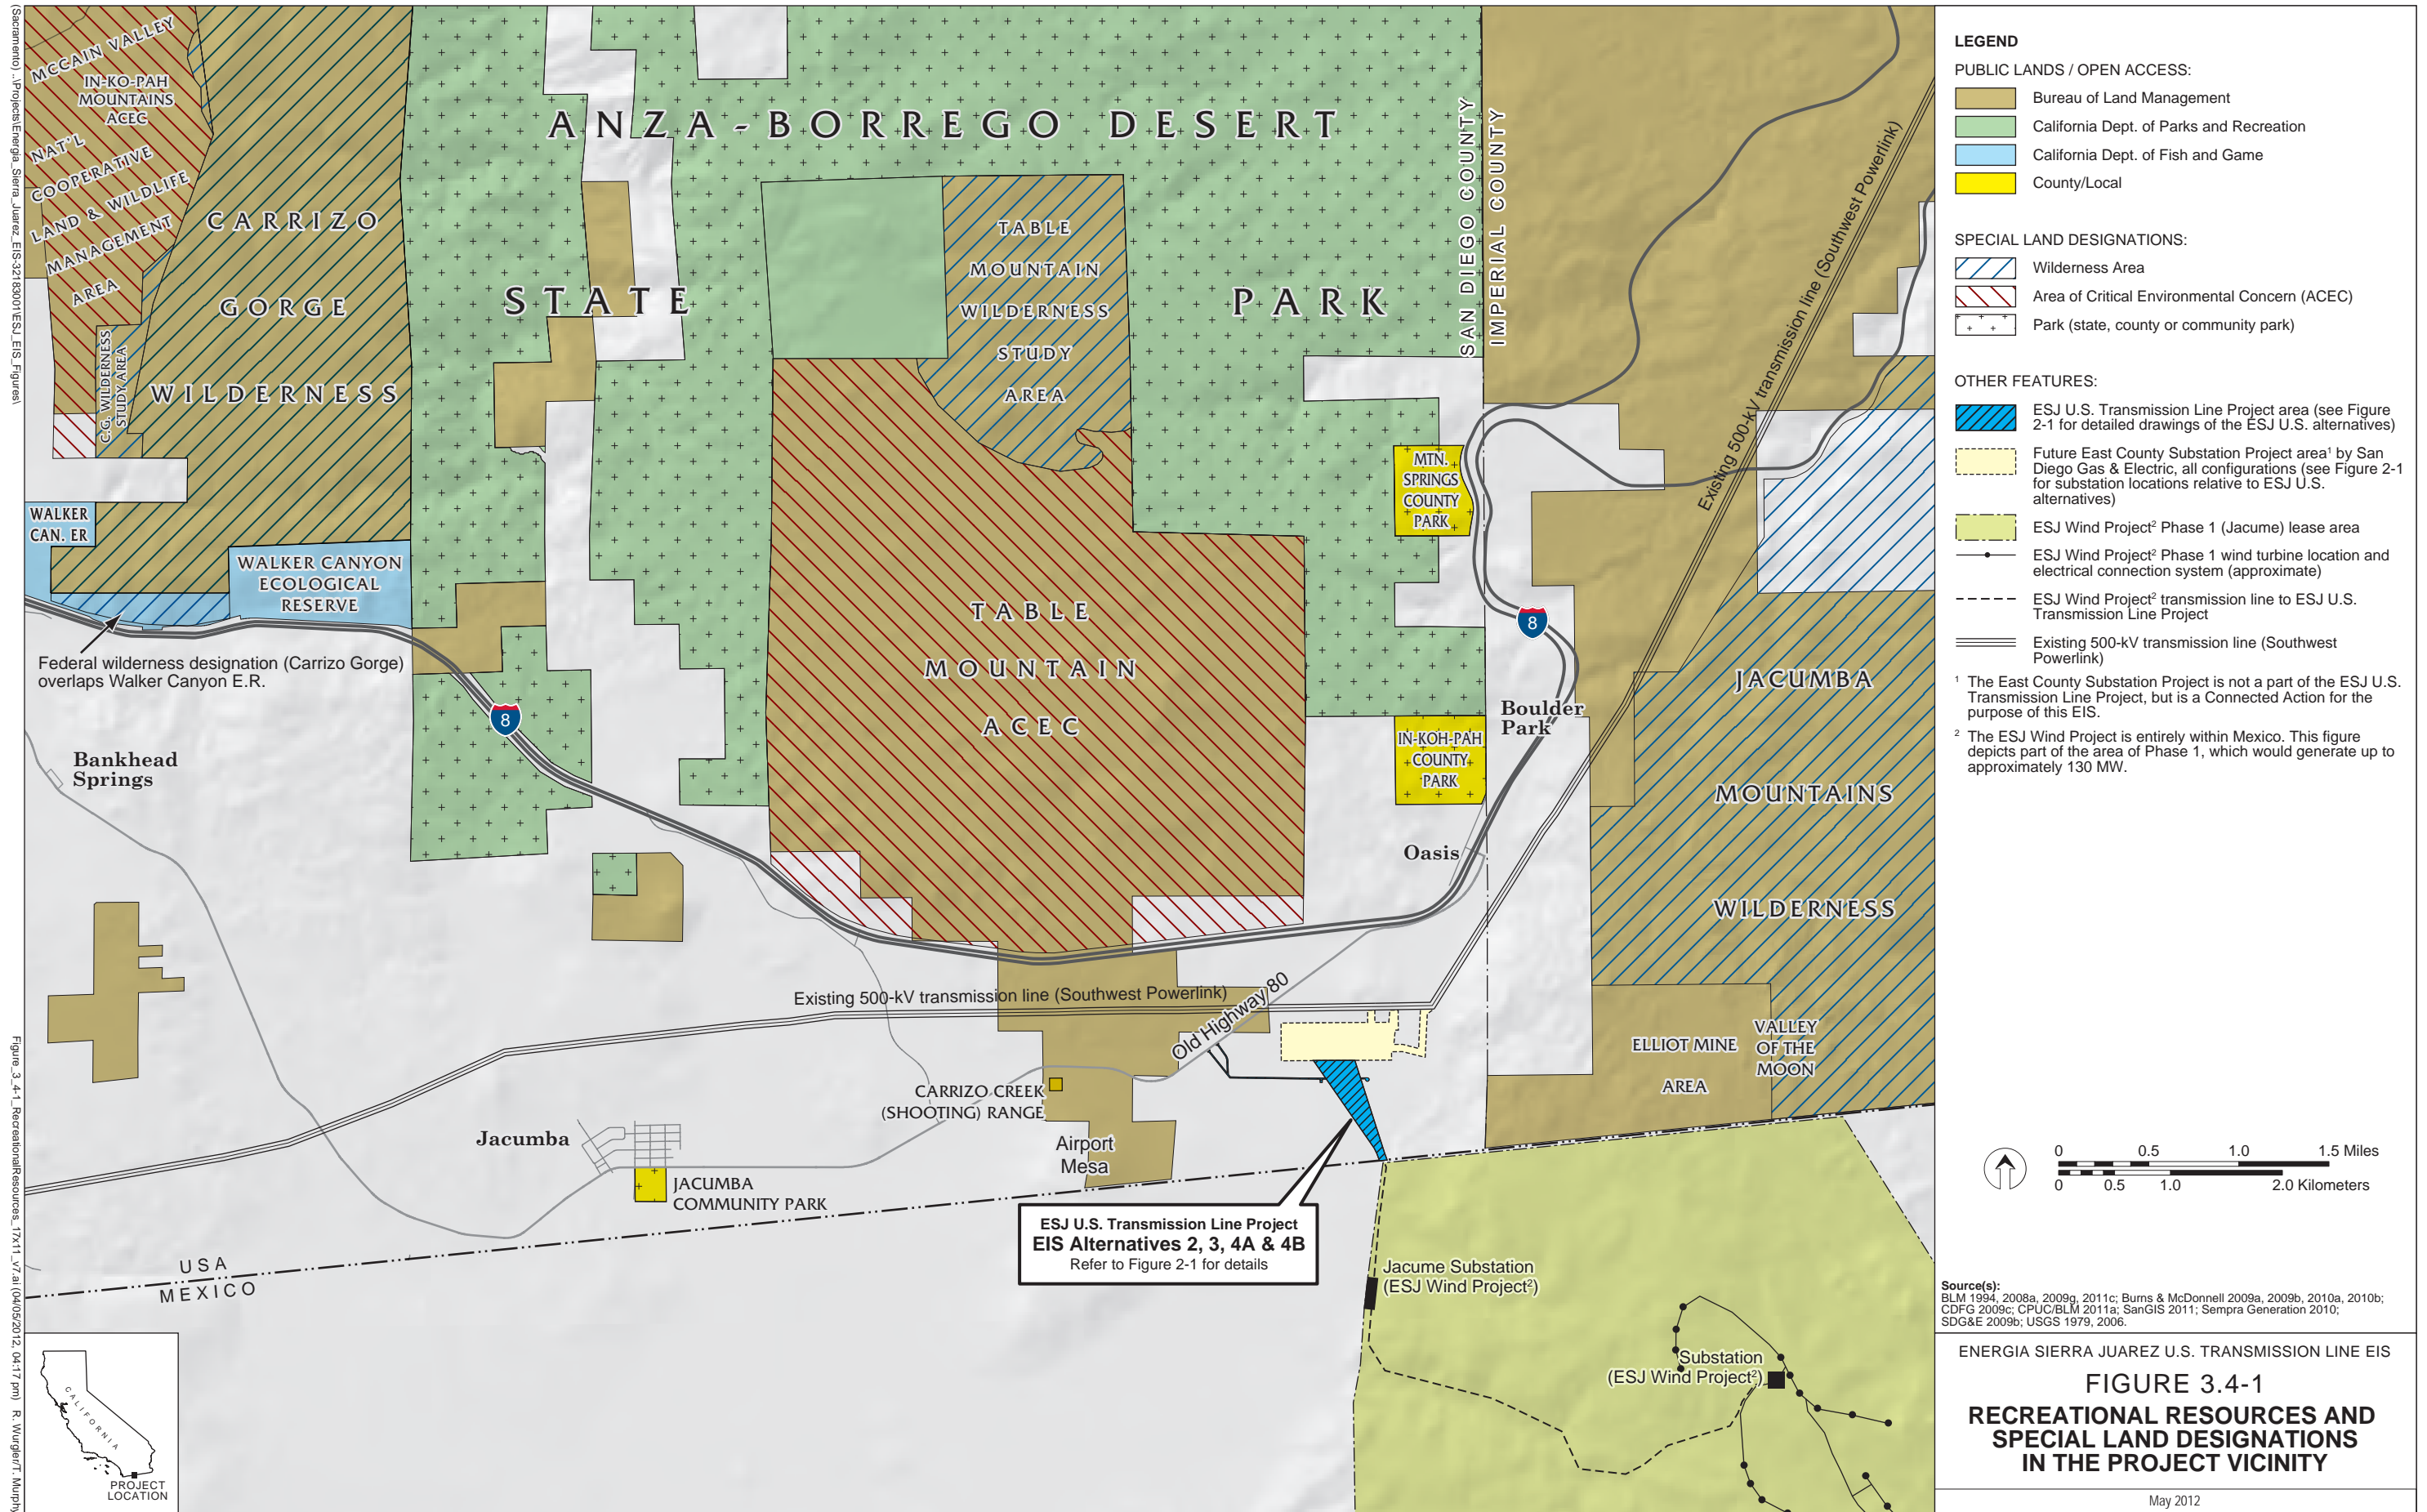 (Sacramento) ..\Projects\Energia_Sierra_Juarez_EIS-32183001\ESJ_EIS_Figures\
Figure_3_4-1_RecreationalResources_17x11_v7.ai (04/05/2012, 04:17 pm) R. Wurgler/T. Murphy
MCCAIN VALLEY
IN-KO-PAH
MOUNTAINS
ACEC
NAT'L
COOPERATIVE
LAND & WILDLIFE
MANAGEMENT
AREA
C.G. WILDERNESS
STUDY AREA
CARRIZO
GORGE
WILDERNESS
ANZA-BORREGO DESERT
STATE PARK
TABLE
MOUNTAIN
WILDERNESS
STUDY
AREA
SAN DIEGO COUNTY
IMPERIAL COUNTY
Existing 500-kV transmission line (Southwest Powerlink)
MTN.
SPRINGS
COUNTY
PARK
WALKER
CAN. ER
WALKER CANYON
ECOLOGICAL
RESERVE
Federal wilderness designation (Carrizo Gorge)
overlaps Walker Canyon E.R.
8
8
TABLE
MOUNTAIN
ACEC
Boulder
Park
IN-KOH-PAH
COUNTY
PARK
JACUMBA
MOUNTAINS
WILDERNESS
Bankhead
Springs
Oasis
Existing 500-kV transmission line (Southwest Powerlink)
Old Highway 80
ELLIOT MINE
AREA
VALLEY
OF THE
MOON
CARRIZO CREEK
(SHOOTING) RANGE
Jacumba
Airport
Mesa
JACUMBA
COMMUNITY PARK
ESJ U.S. Transmission Line Project
EIS Alternatives 2, 3, 4A & 4B
Refer to Figure 2-1 for details
USA
MEXICO
Jacume Substation
(ESJ Wind Project²)
Substation
(ESJ Wind Project²)
CALIFORNIA
PROJECT
LOCATION
LEGEND
PUBLIC LANDS / OPEN ACCESS:
Bureau of Land Management
California Dept. of Parks and Recreation
California Dept. of Fish and Game
County/Local
SPECIAL LAND DESIGNATIONS:
Wilderness Area
Area of Critical Environmental Concern (ACEC)
Park (state, county or community park)
OTHER FEATURES:
ESJ U.S. Transmission Line Project area (see Figure
2-1 for detailed drawings of the ESJ U.S. alternatives)
Future East County Substation Project area¹ by San
Diego Gas & Electric, all configurations (see Figure 2-1
for substation locations relative to ESJ U.S.
alternatives)
ESJ Wind Project² Phase 1 (Jacume) lease area
ESJ Wind Project² Phase 1 wind turbine location and
electrical connection system (approximate)
ESJ Wind Project² transmission line to ESJ U.S.
Transmission Line Project
Existing 500-kV transmission line (Southwest
Powerlink)
¹ The East County Substation Project is not a part of the ESJ U.S.
Transmission Line Project, but is a Connected Action for the
purpose of this EIS.
² The ESJ Wind Project is entirely within Mexico. This figure
depicts part of the area of Phase 1, which would generate up to
approximately 130 MW.
0 0.5 1.0 1.5 Miles
0 0.5 1.0 2.0 Kilometers
Source(s):
BLM 1994, 2008a, 2009g, 2011c; Burns & McDonnell 2009a, 2009b, 2010a, 2010b;
CDFG 2009c; CPUC/BLM 2011a; SanGIS 2011; Sempra Generation 2010;
SDG&E 2009b; USGS 1979, 2006.
ENERGIA SIERRA JUAREZ U.S. TRANSMISSION LINE EIS
FIGURE 3.4-1
RECREATIONAL RESOURCES AND
SPECIAL LAND DESIGNATIONS
IN THE PROJECT VICINITY
May 2012